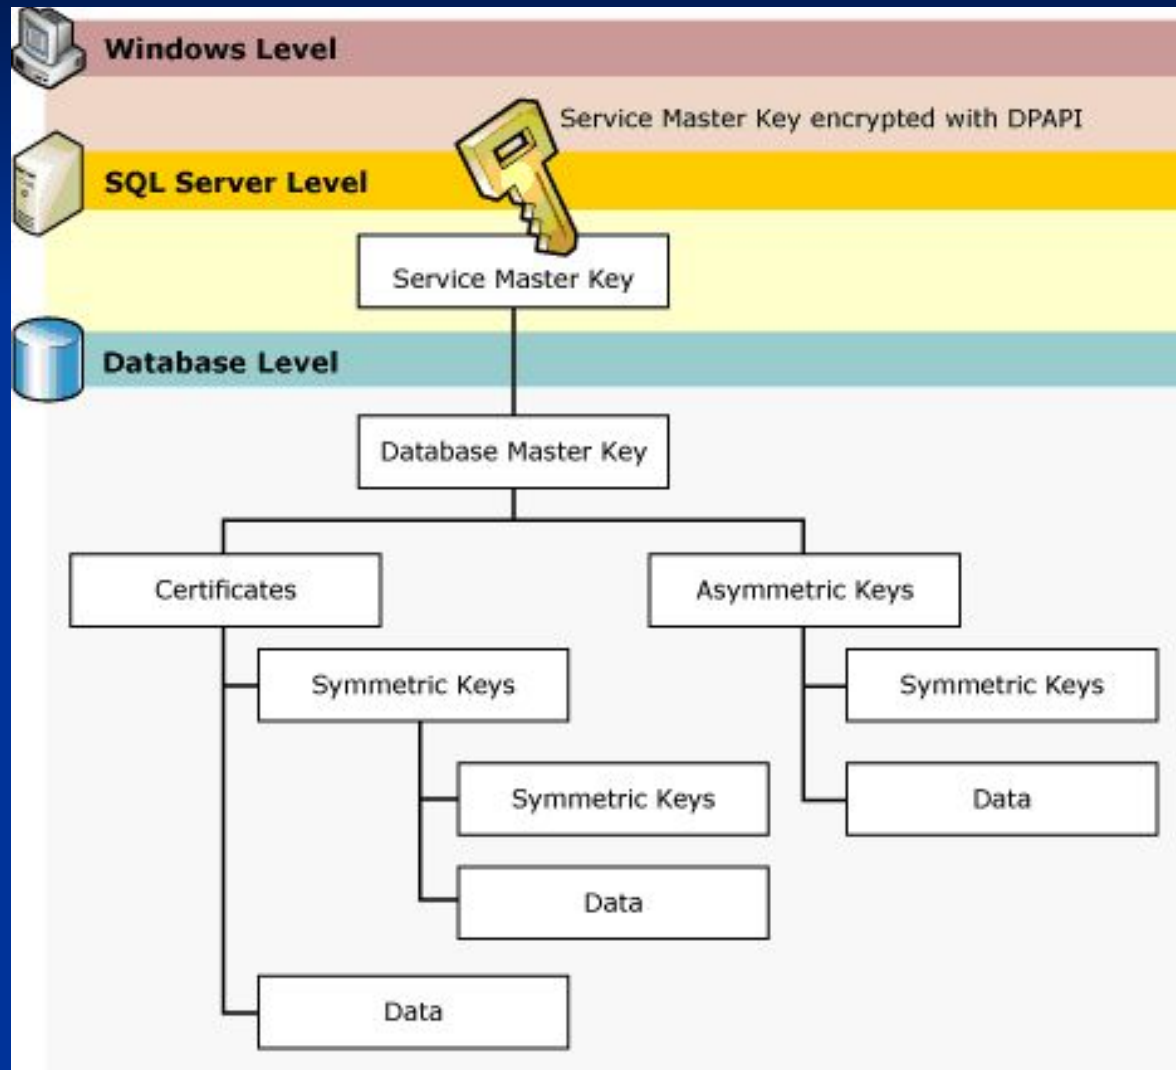 Windows Level
Service Master Key encrypted with DPAPI
SQL Server Level
Service Master Key
Database Level
Database Master Key
Certificates
Asymmetric Keys
Symmetric Keys
Symmetric Keys
Symmetric Keys
Data
Data
Data